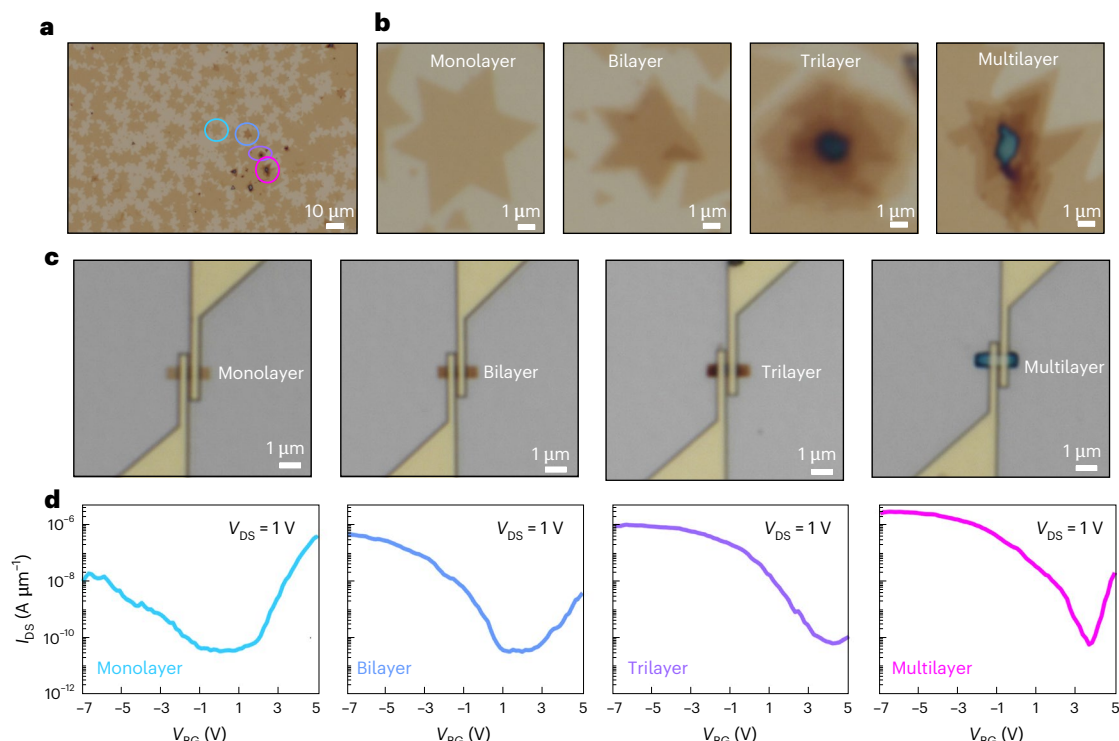 a
b
Monolayer
Bilayer
Trilayer
Multilayer
10 µm
1 µm
1 µm
1 µm
1 µm
c
Monolayer
Bilayer
Trilayer
Multilayer
1 µm
1 µm
1 µm
1 µm
d
V_DS = 1 V
V_DS = 1 V
V_DS = 1 V
V_DS = 1 V
I_DS (A µm⁻¹)
10⁻⁶
10⁻⁸
10⁻¹⁰
10⁻¹²
Monolayer
Bilayer
Trilayer
Multilayer
−7 −5 −3 −1 1 3 5
−7 −5 −3 −1 1 3 5
−7 −5 −3 −1 1 3 5
−7 −5 −3 −1 1 3 5
V_BG (V)
V_BG (V)
V_BG (V)
V_BG (V)